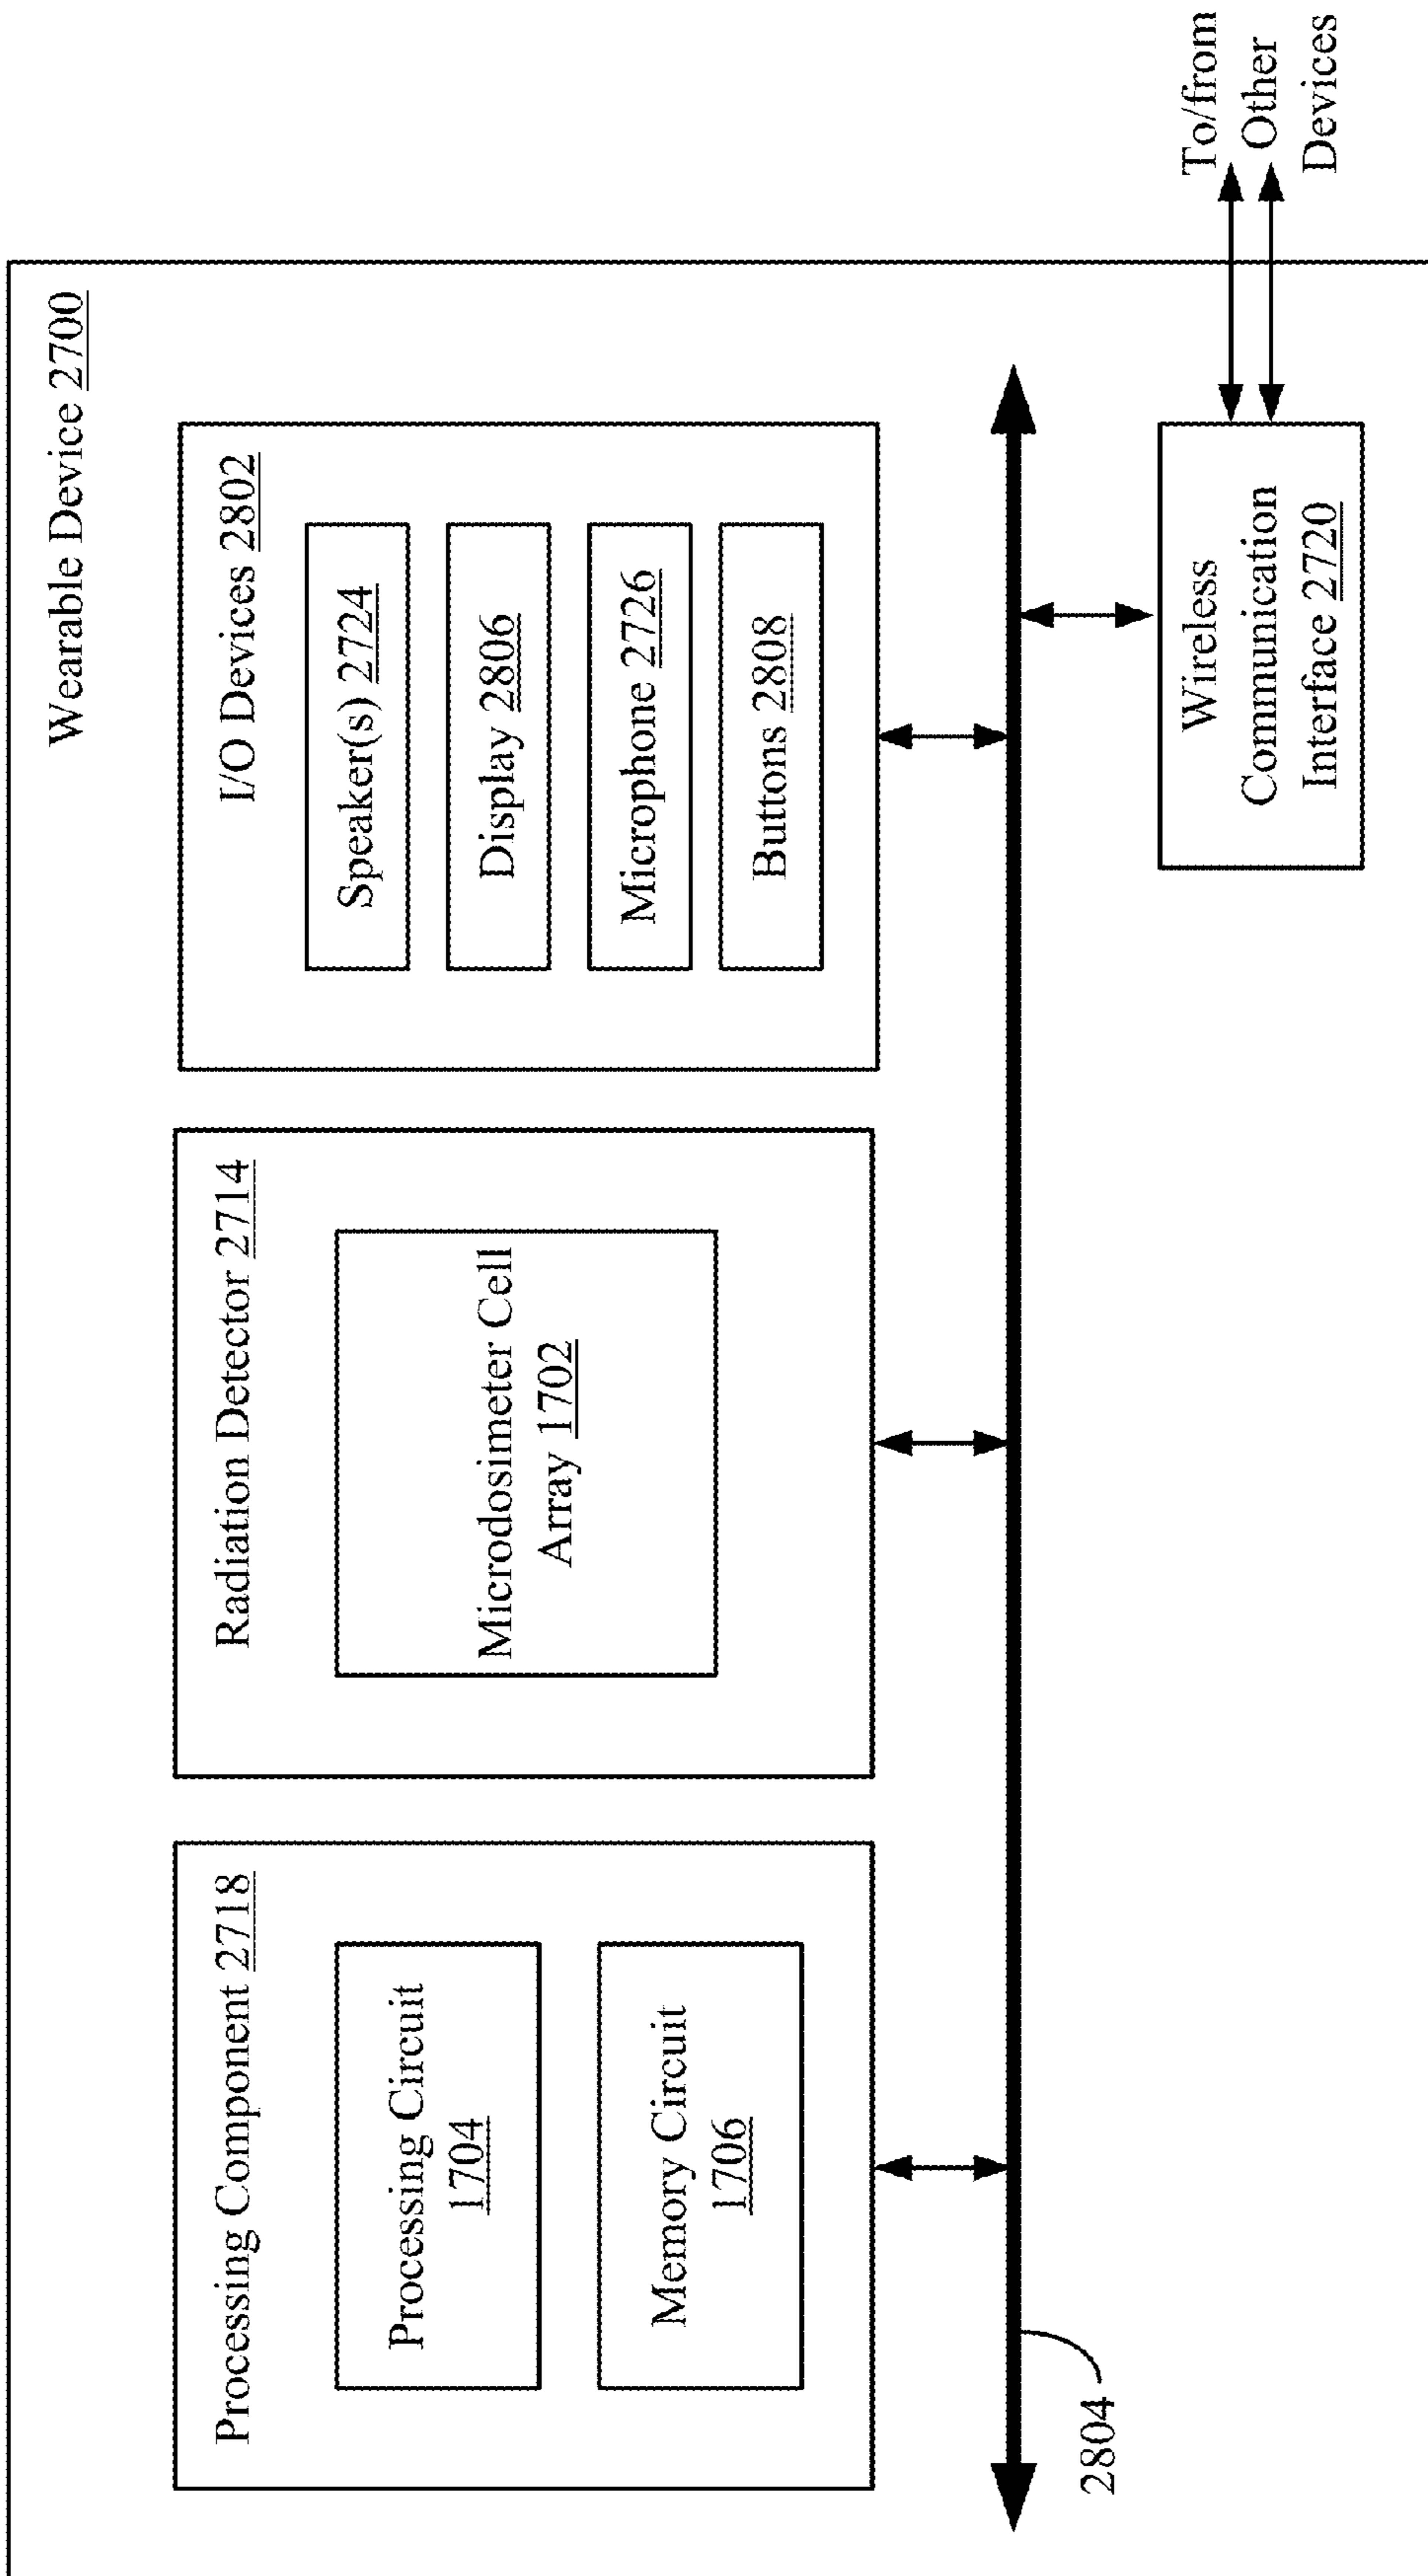 Wearable Device 2700
Processing Component 2718
Processing Circuit
1704
Memory Circuit
1706
Radiation Detector 2714
Microdosimeter Cell
Array 1702
I/O Devices 2802
Speaker(s) 2724
Display 2806
Microphone 2726
Buttons 2808
2804
Wireless
Communication
Interface 2720
To/from
Other
Devices